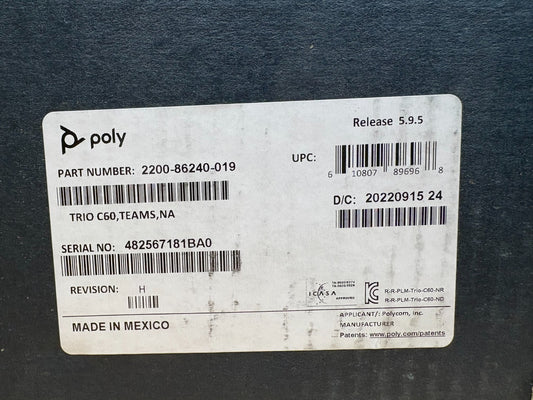 poly
Release 5.9.5
PART NUMBER: 2200-86240-019
UPC:
6 10807 89696 8
TRIO C60,TEAMS,NA
D/C: 20220915 24
SERIAL NO: 482567181BA0
REVISION: H
ICASA
APPROVED
R-R-PLM-Trio-C60-NR
R-R-PLM-Trio-C60-ND
MADE IN MEXICO
APPLICANT/: Polycom, Inc.
MANUFACTURER
Patents: www.poly.com/patents